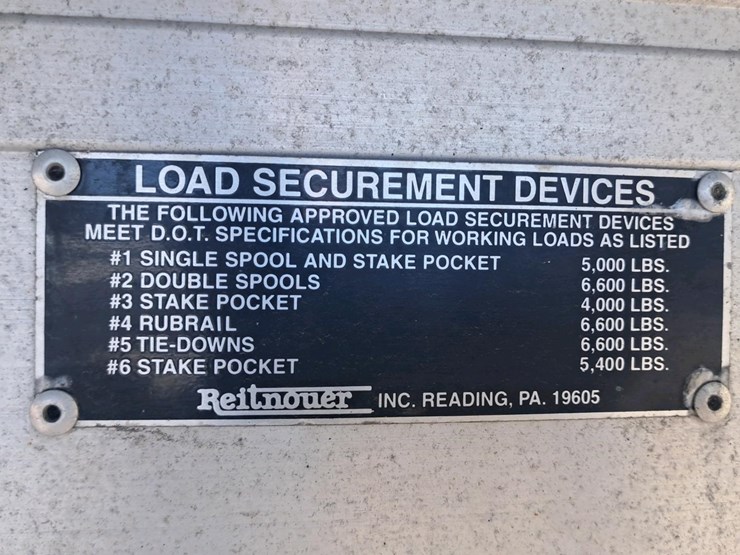 LOAD SECUREMENT DEVICES
THE FOLLOWING APPROVED LOAD SECUREMENT DEVICES
MEET D.O.T. SPECIFICATIONS FOR WORKING LOADS AS LISTED
#1 SINGLE SPOOL AND STAKE POCKET 5,000 LBS.
#2 DOUBLE SPOOLS 6,600 LBS.
#3 STAKE POCKET 4,000 LBS.
#4 RUBRAIL 6,600 LBS.
#5 TIE-DOWNS 6,600 LBS.
#6 STAKE POCKET 5,400 LBS.
Reitnouer INC. READING, PA. 19605